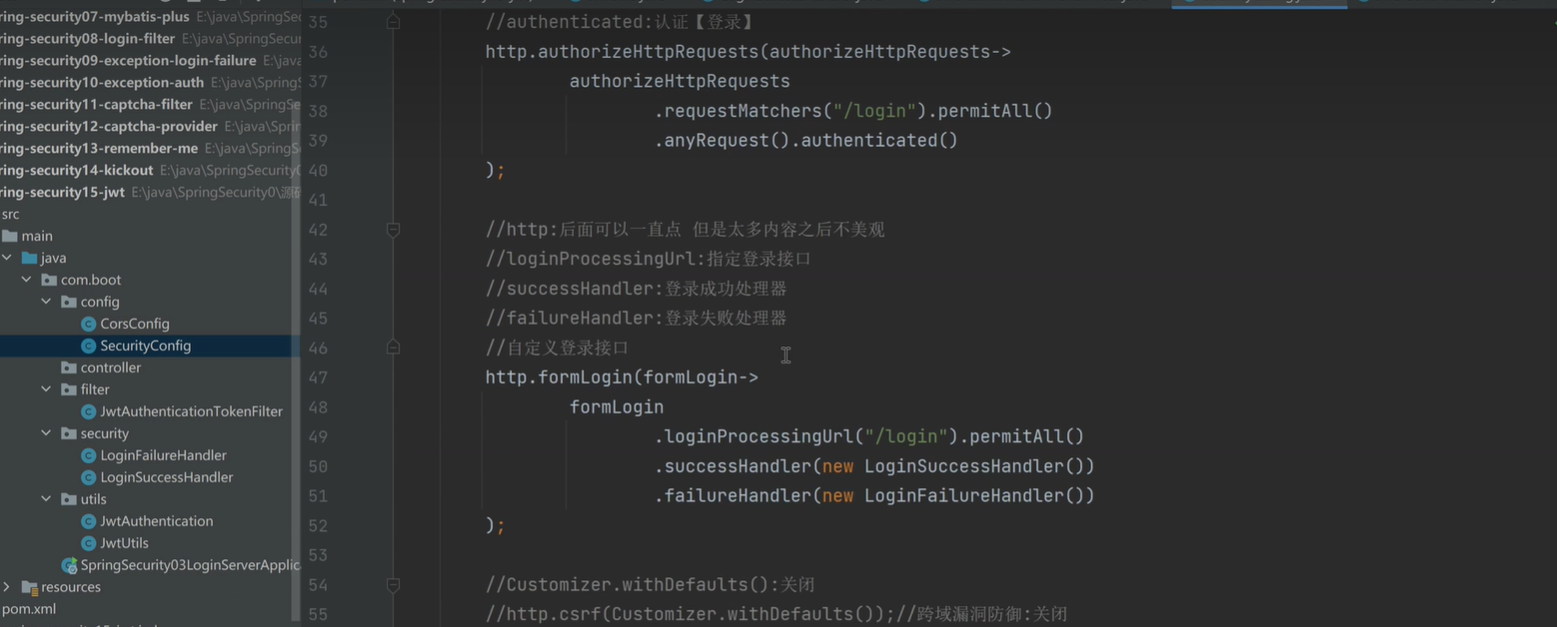 ring-security07-mybatis-plus E:\java\SpringSec
ring-security08-login-filter E:\java\SpringSecur
ring-security09-exception-login-failure E:\java
ring-security10-exception-auth E:\java\SpringS
ring-security11-captcha-filter E:\java\SpringSe
ring-security12-captcha-provider E:\java\Sprin
ring-security13-remember-me E:\java\SpringS
ring-security14-kickout E:\java\SpringSecurity0
ring-security15-jwt E:\java\SpringSecurity0\源
src
main
java
com.boot
config
CorsConfig
SecurityConfig
controller
filter
JwtAuthenticationTokenFilter
security
LoginFailureHandler
LoginSuccessHandler
utils
JwtAuthentication
JwtUtils
SpringSecurity03LoginServerApplic
resources
pom.xml
35 //authenticated:认证【登录】
36 http.authorizeHttpRequests(authorizeHttpRequests->
37 authorizeHttpRequests
38 .requestMatchers("/login").permitAll()
39 .anyRequest().authenticated()
40 );
41
42 //http:后面可以一直点 但是太多内容之后不美观
43 //loginProcessingUrl:指定登录接口
44 //successHandler:登录成功处理器
45 //failureHandler:登录失败处理器
46 //自定义登录接口
47 http.formLogin(formLogin->
48 formLogin
49 .loginProcessingUrl("/login").permitAll()
50 .successHandler(new LoginSuccessHandler())
51 .failureHandler(new LoginFailureHandler())
52 );
53
54 //Customizer.withDefaults():关闭
55 //http.csrf(Customizer.withDefaults());//跨域漏洞防御:关闭